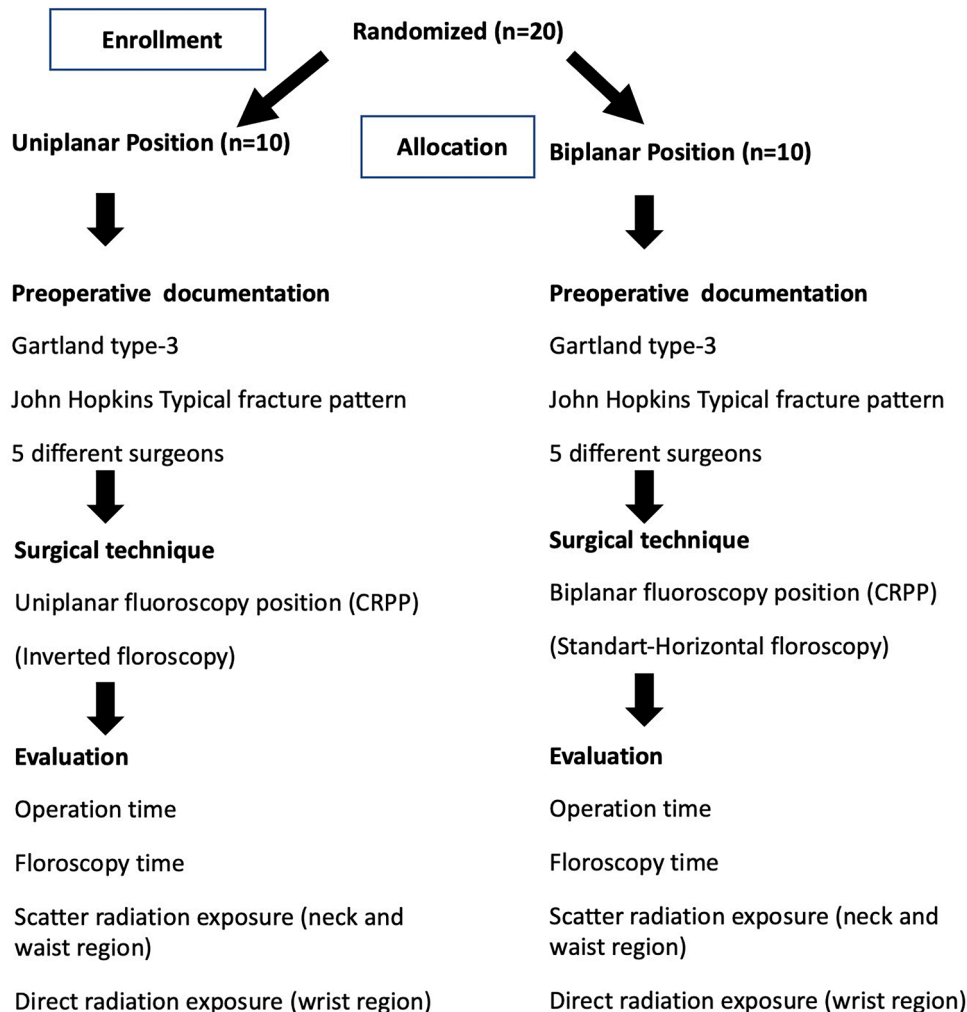 Enrollment
Randomized (n=20)
Uniplanar Position (n=10)
Allocation
Biplanar Position (n=10)
Preoperative documentation
Gartland type-3
John Hopkins Typical fracture pattern
5 different surgeons
Surgical technique
Uniplanar fluoroscopy position (CRPP)
(Inverted floroscopy)
Evaluation
Operation time
Floroscopy time
Scatter radiation exposure (neck and
waist region)
Direct radiation exposure (wrist region)
Preoperative documentation
Gartland type-3
John Hopkins Typical fracture pattern
5 different surgeons
Surgical technique
Biplanar fluoroscopy position (CRPP)
(Standart-Horizontal floroscopy)
Evaluation
Operation time
Floroscopy time
Scatter radiation exposure (neck and
waist region)
Direct radiation exposure (wrist region)